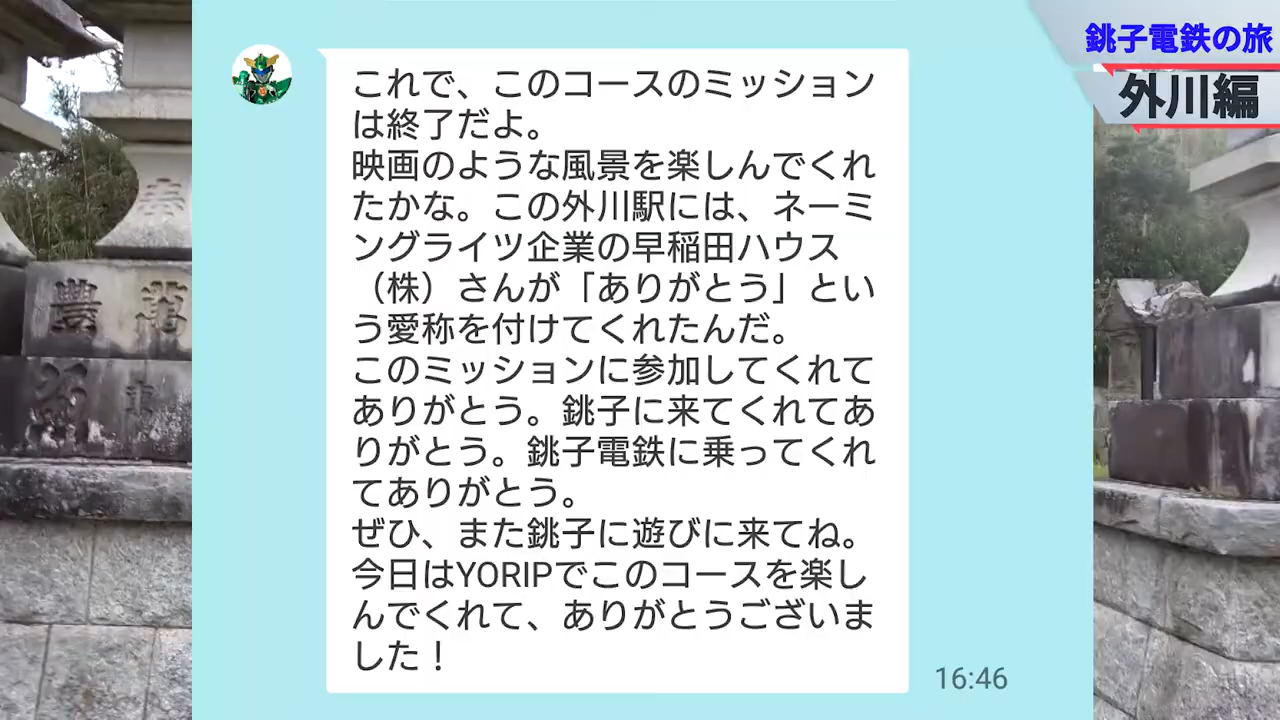 銚子電鉄の旅
外川編
これで、このコースのミッション
は終了だよ。
映画のような風景を楽しんでくれ
たかな。この外川駅には、ネーミ
ングライツ企業の早稲田ハウス
（株）さんが「ありがとう」とい
う愛称を付けてくれたんだ。
このミッションに参加してくれて
ありがとう。銚子に来てくれてあ
りがとう。銚子電鉄に乗ってくれ
てありがとう。
ぜひ、また銚子に遊びに来てね。
今日はYORIPでこのコースを楽し
んでくれて、ありがとうございま
した！
16:46
豊